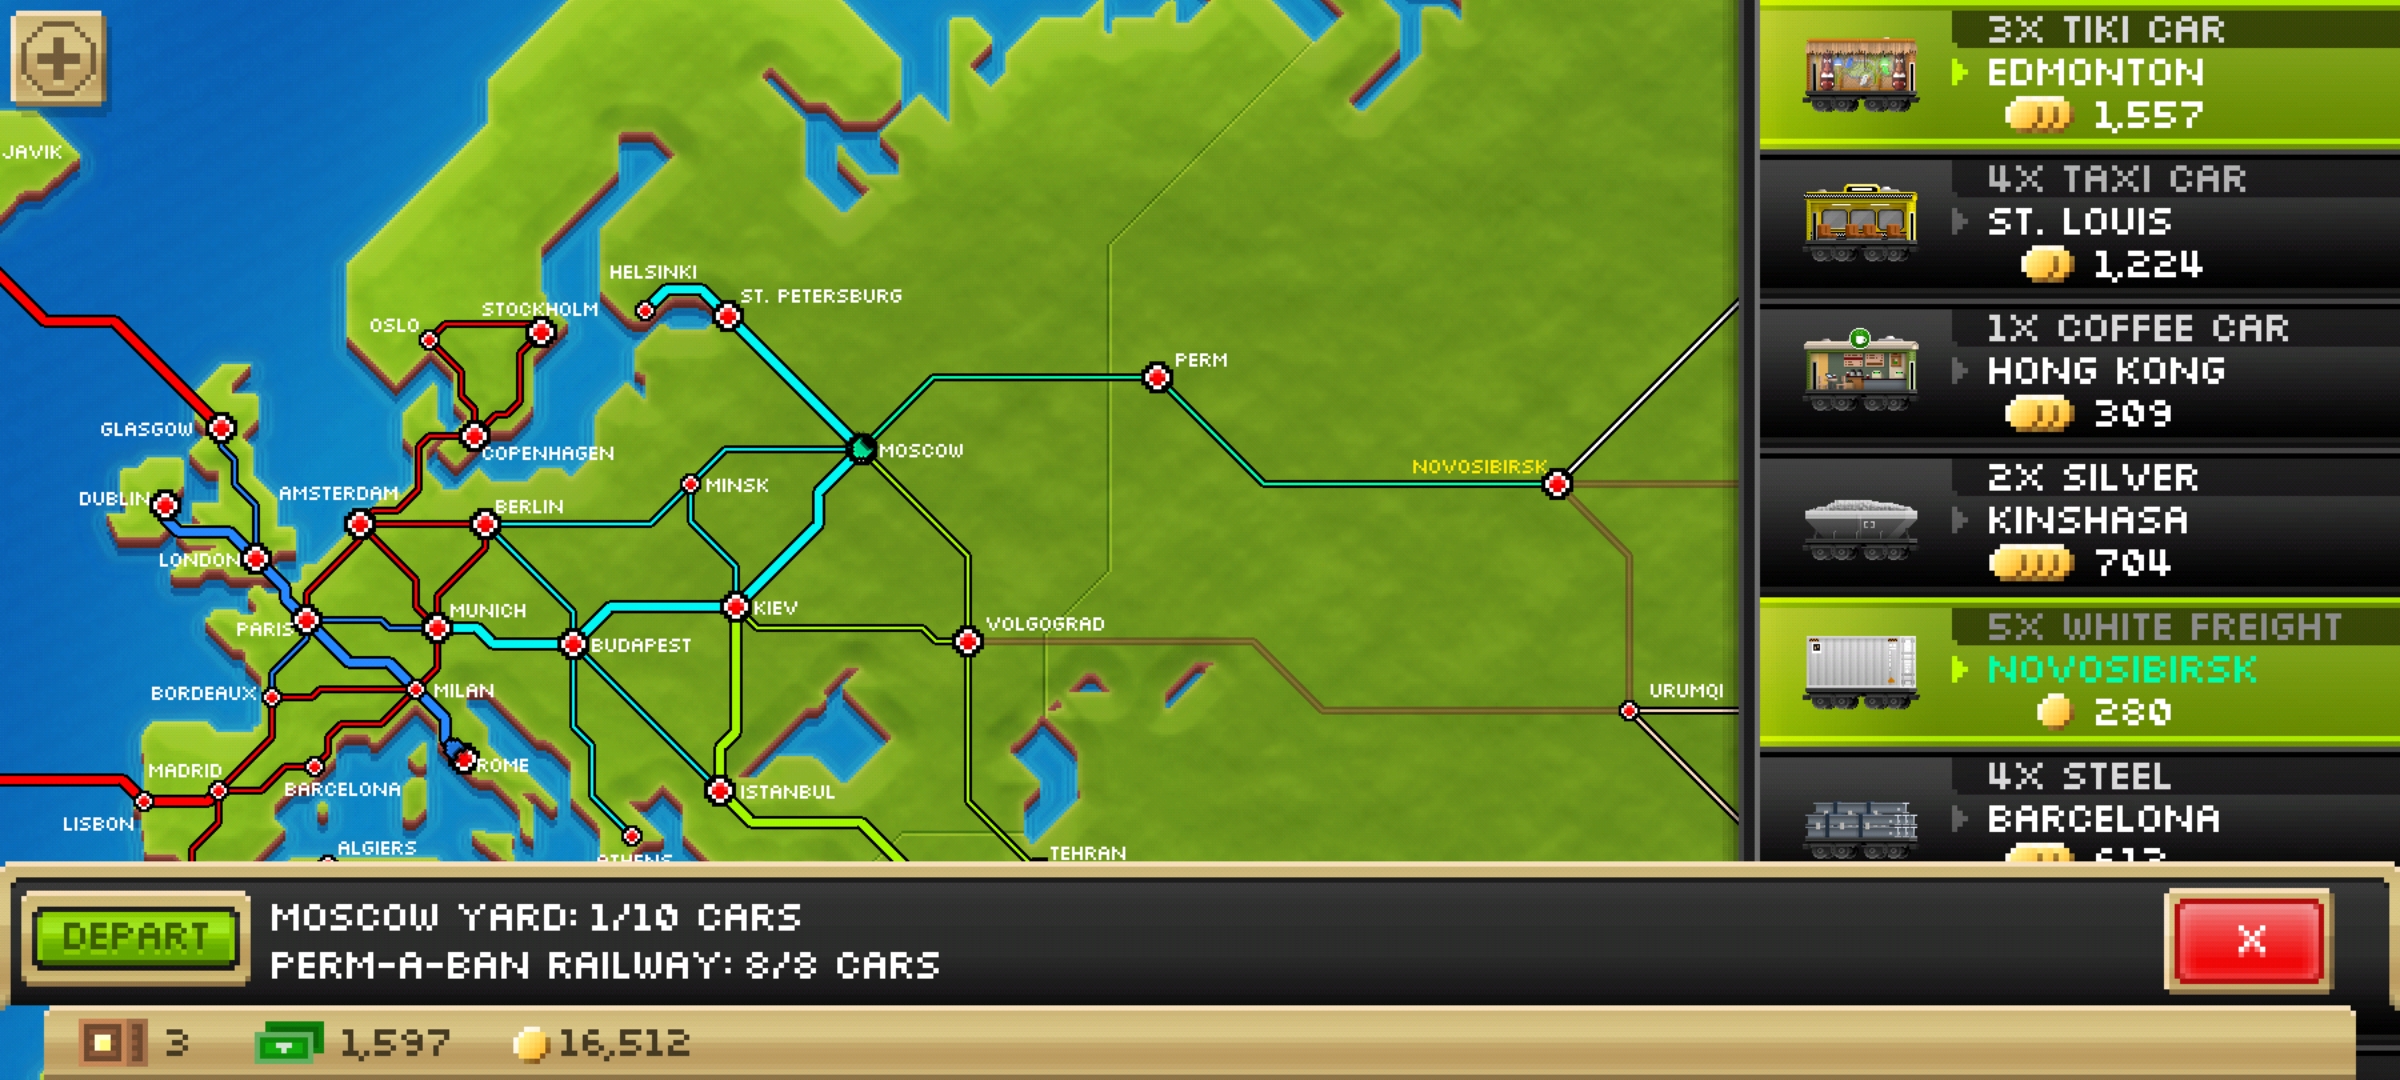 JAVIK
HELSINKI
ST. PETERSBURG
STOCKHOLM
OSLO
PERM
GLASGOW
COPENHAGEN
MOSCOW
NOVOSIBIRSK
DUBLIN
AMSTERDAM
BERLIN
MINSK
LONDON
PARIS
MUNICH
KIEV
VOLGOGRAD
BUDAPEST
BORDEAUX
MILAN
URUMQI
MADRID
ROME
BARCELONA
ISTANBUL
LISBON
ALGIERS
ATHENS
TEHRAN
3X TIKI CAR
EDMONTON
1,557
4X TAXI CAR
ST. LOUIS
1,224
1X COFFEE CAR
HONG KONG
309
2X SILVER
KINSHASA
704
5X WHITE FREIGHT
NOVOSIBIRSK
280
4X STEEL
BARCELONA
DEPART
MOSCOW YARD: 1/10 CARS
PERM-A-BAN RAILWAY: 8/8 CARS
X
3
1,597
16,512